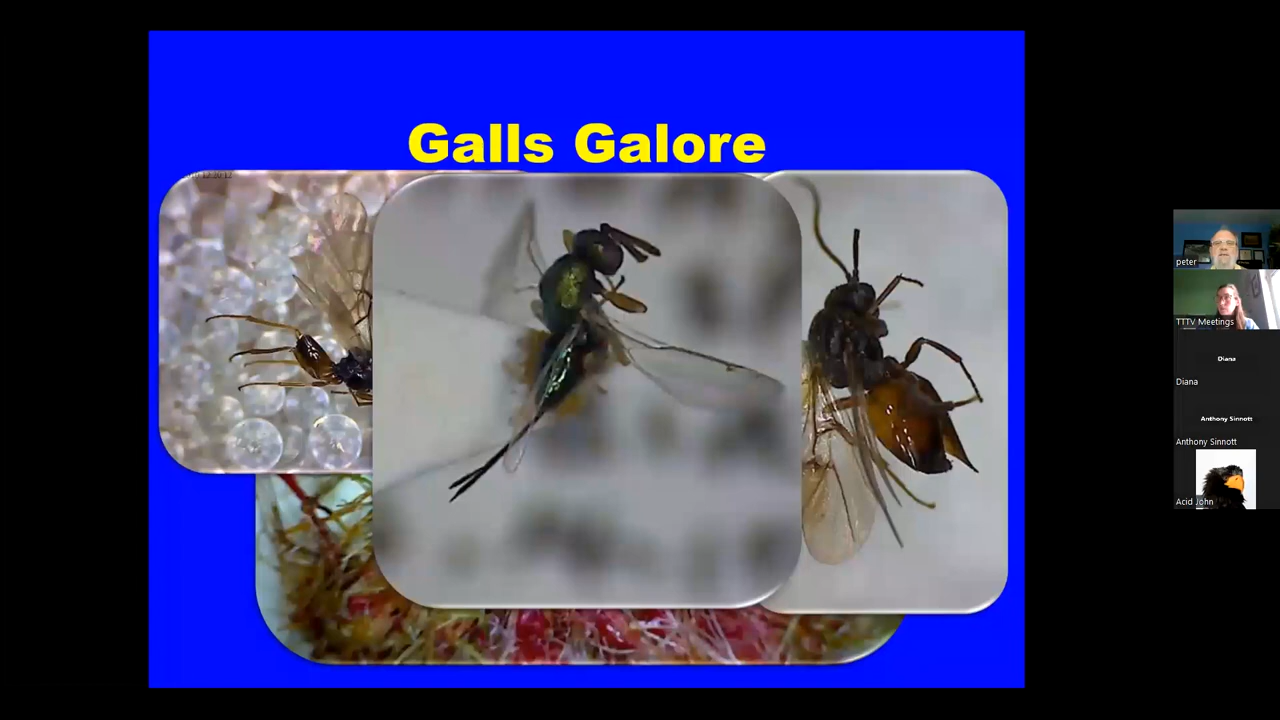 Galls Galore
peter
TTTV Meetings
Diana
Diana
Anthony Sinnott
Anthony Sinnott
Acid John